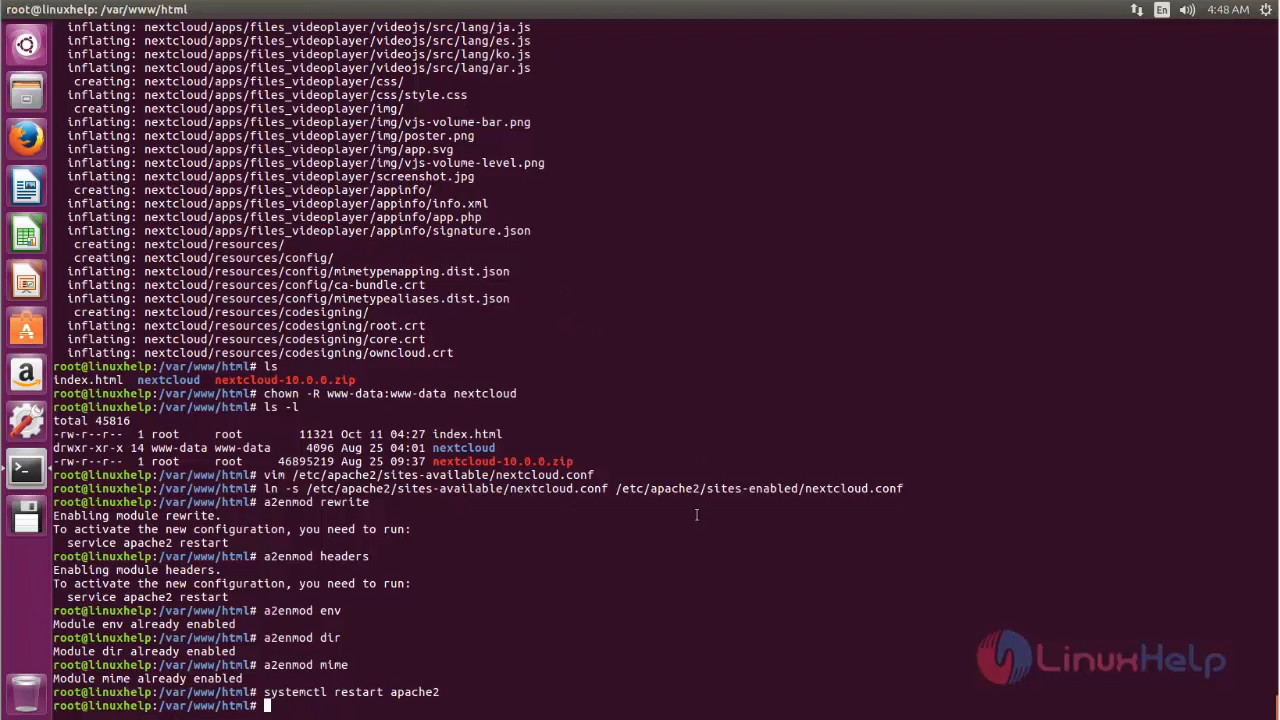 root@linuxhelp: /var/www/html
En
4:48 AM
inflating: nextcloud/apps/files_videoplayer/videojs/src/lang/ja.js
inflating: nextcloud/apps/files_videoplayer/videojs/src/lang/es.js
inflating: nextcloud/apps/files_videoplayer/videojs/src/lang/ko.js
inflating: nextcloud/apps/files_videoplayer/videojs/src/lang/ar.js
creating: nextcloud/apps/files_videoplayer/css/
inflating: nextcloud/apps/files_videoplayer/css/style.css
creating: nextcloud/apps/files_videoplayer/img/
inflating: nextcloud/apps/files_videoplayer/img/vjs-volume-bar.png
inflating: nextcloud/apps/files_videoplayer/img/poster.png
inflating: nextcloud/apps/files_videoplayer/img/app.svg
inflating: nextcloud/apps/files_videoplayer/img/vjs-volume-level.png
inflating: nextcloud/apps/files_videoplayer/screenshot.jpg
creating: nextcloud/apps/files_videoplayer/appinfo/
inflating: nextcloud/apps/files_videoplayer/appinfo/info.xml
inflating: nextcloud/apps/files_videoplayer/appinfo/app.php
inflating: nextcloud/apps/files_videoplayer/appinfo/signature.json
creating: nextcloud/resources/
creating: nextcloud/resources/config/
inflating: nextcloud/resources/config/mimetypemapping.dist.json
inflating: nextcloud/resources/config/ca-bundle.crt
inflating: nextcloud/resources/config/mimetypealiases.dist.json
creating: nextcloud/resources/codesigning/
inflating: nextcloud/resources/codesigning/root.crt
inflating: nextcloud/resources/codesigning/core.crt
inflating: nextcloud/resources/codesigning/owncloud.crt
root@linuxhelp:/var/www/html# ls
index.html nextcloud nextcloud-10.0.0.zip
root@linuxhelp:/var/www/html# chown -R www-data:www-data nextcloud
root@linuxhelp:/var/www/html# ls -l
total 45816
-rw-r--r-- 1 root root 11321 Oct 11 04:27 index.html
drwxr-xr-x 14 www-data www-data 4096 Aug 25 04:01 nextcloud
-rw-r--r-- 1 root root 46895219 Aug 25 09:37 nextcloud-10.0.0.zip
root@linuxhelp:/var/www/html# vim /etc/apache2/sites-available/nextcloud.conf
root@linuxhelp:/var/www/html# ln -s /etc/apache2/sites-available/nextcloud.conf /etc/apache2/sites-enabled/nextcloud.conf
root@linuxhelp:/var/www/html# a2enmod rewrite
Enabling module rewrite.
To activate the new configuration, you need to run:
service apache2 restart
root@linuxhelp:/var/www/html# a2enmod headers
Enabling module headers.
To activate the new configuration, you need to run:
service apache2 restart
root@linuxhelp:/var/www/html# a2enmod env
Module env already enabled
root@linuxhelp:/var/www/html# a2enmod dir
Module dir already enabled
root@linuxhelp:/var/www/html# a2enmod mime
Module mime already enabled
root@linuxhelp:/var/www/html# systemctl restart apache2
root@linuxhelp:/var/www/html#
LinuxHelp